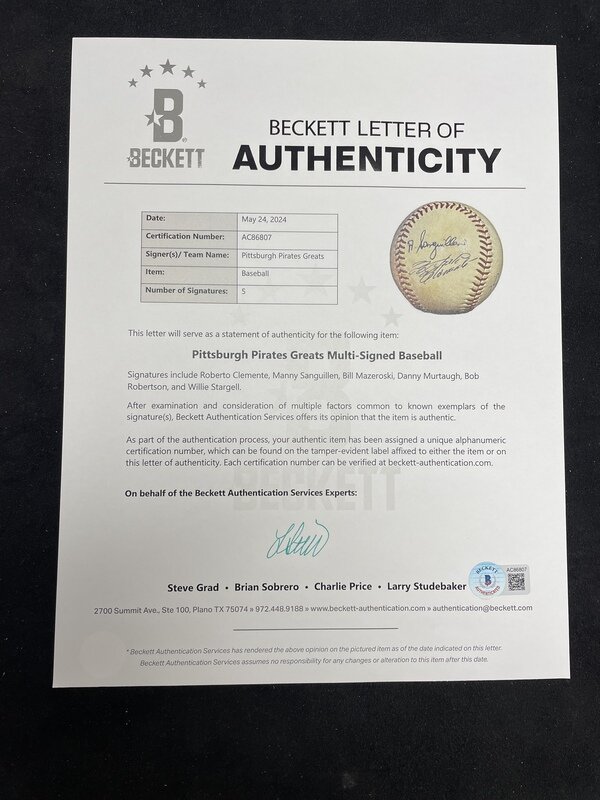 B
BECKETT
BECKETT LETTER OF
AUTHENTICITY
Date: May 24, 2024
Certification Number: AC86807
Signer(s)/ Team Name: Pittsburgh Pirates Greats
Item: Baseball
Number of Signatures: 5
This letter will serve as a statement of authenticity for the following item:
Pittsburgh Pirates Greats Multi-Signed Baseball
Signatures include Roberto Clemente, Manny Sanguillen, Bill Mazeroski, Danny Murtaugh, Bob
Robertson, and Willie Stargell.
After examination and consideration of multiple factors common to known exemplars of the
signature(s), Beckett Authentication Services offers its opinion that the item is authentic.
As part of the authentication process, your authentic item has been assigned a unique alphanumeric
certification number, which can be found on the tamper-evident label affixed to either the item or on
this letter of authenticity. Each certification number can be verified at beckett-authentication.com.
BECKETT
On behalf of the Beckett Authentication Services Experts:
Steve Grad • Brian Sobrero • Charlie Price • Larry Studebaker
BECKETT
B
AUTHENTICATED
AC86807
2700 Summit Ave., Ste 100, Plano TX 75074 » 972.448.9188 » www.beckett-authentication.com » authentication@beckett.com
* Beckett Authentication Services has rendered the above opinion on the pictured item as of the date indicated on this letter.
Beckett Authentication Services assumes no responsibility for any changes or alteration to this item after this date.